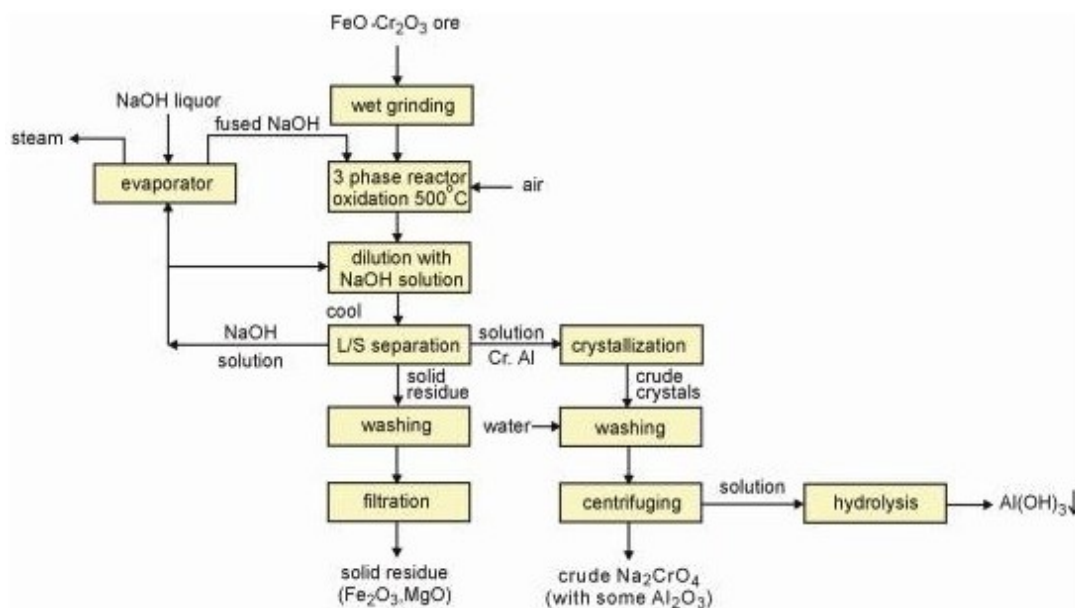 FeO·Cr₂O₃ ore
wet grinding
NaOH liquor
fused NaOH
steam
evaporator
3 phase reactor
oxidation 500°C
air
dilution with
NaOH solution
cool
NaOH
solution
L/S separation
solution
Cr. Al
crystallization
solid
residue
crude
crystals
washing
water
washing
filtration
centrifuging
solution
hydrolysis
Al(OH)₃↓
solid residue
(Fe₂O₃,MgO)
crude Na₂CrO₄
(with some Al₂O₃)